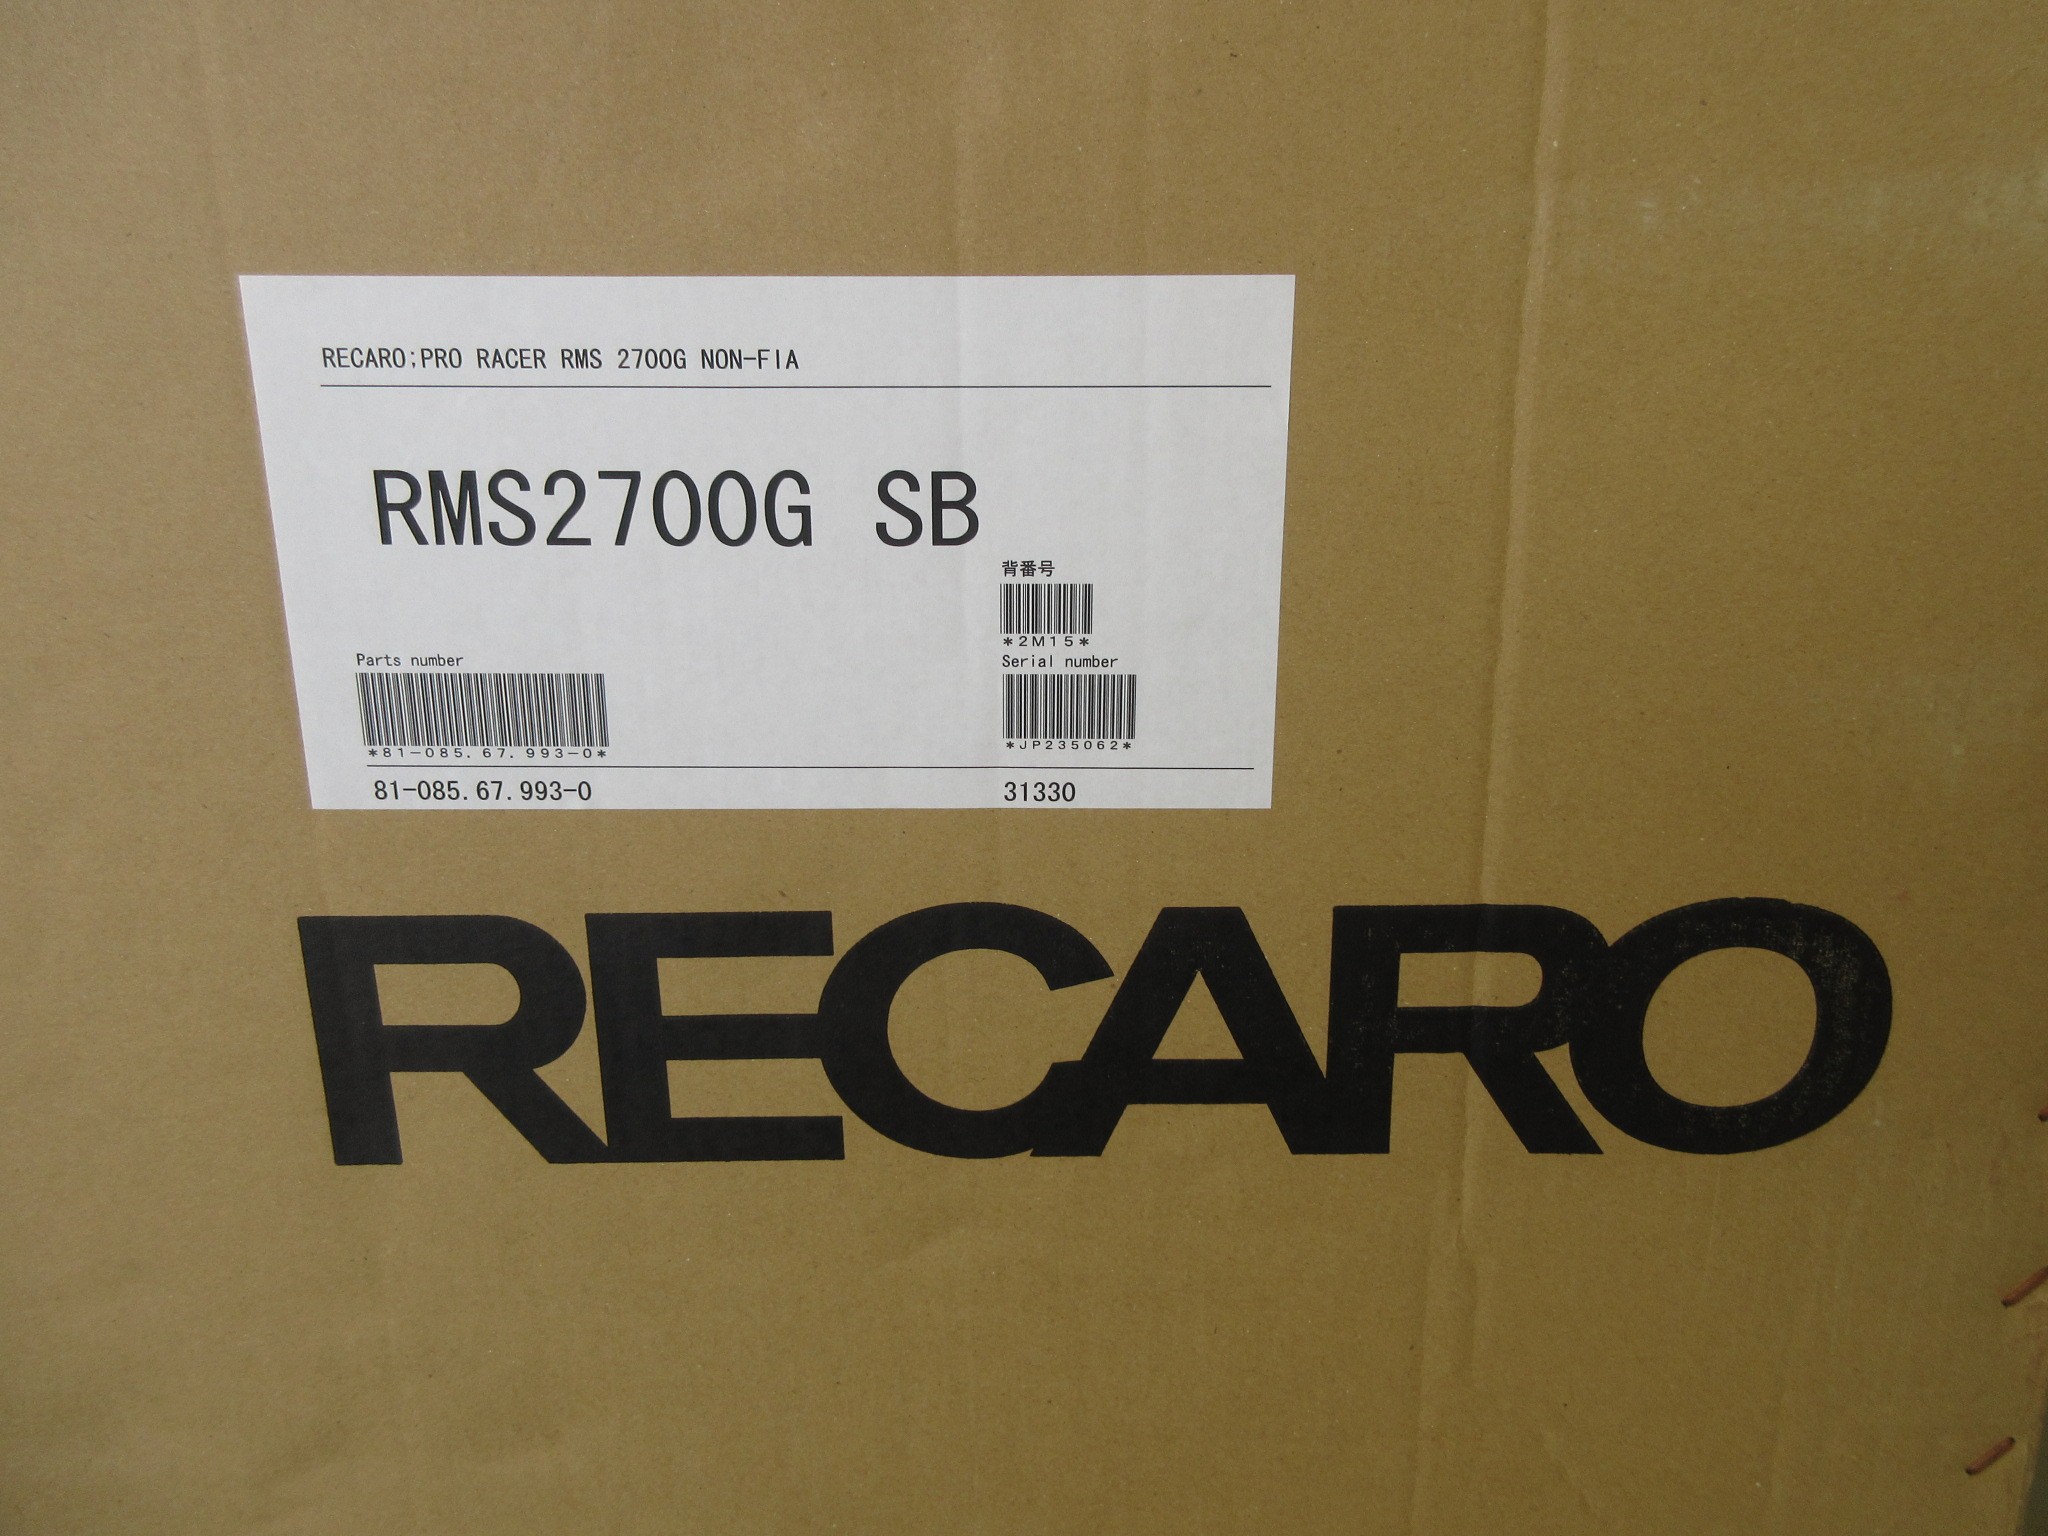 RECARO;PRO RACER RMS 2700G NON-FIA
RMS2700G SB
背番号
*2M15*
Parts number
*81-085.67.993-0*
Serial number
*JP235062*
81-085.67.993-0
31330
RECARO